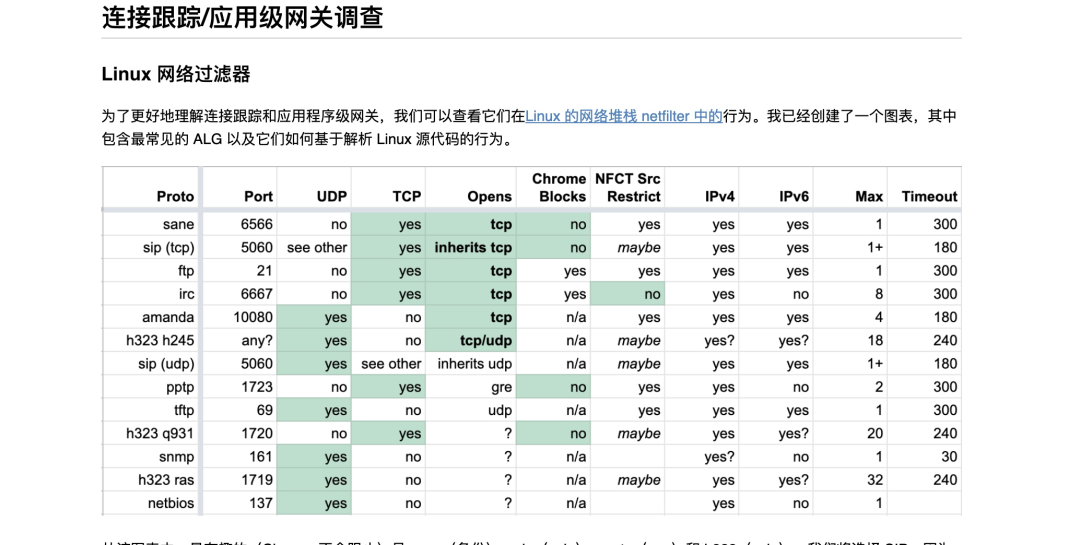 连接跟踪/应用级网关调查
Linux 网络过滤器
为了更好地理解连接跟踪和应用程序级网关，我们可以查看它们在Linux 的网络堆栈 netfilter 中的行为。我已经创建了一个图表，其中
包含最常见的 ALG 以及它们如何基于解析 Linux 源代码的行为。
Proto Port UDP TCP Opens Chrome Blocks NFCT Src Restrict IPv4 IPv6 Max Timeout
sane 6566 no yes tcp no yes yes yes 1 300
sip (tcp) 5060 see other yes inherits tcp no maybe yes yes 1+ 180
ftp 21 no yes tcp yes yes yes yes 1 300
irc 6667 no yes tcp yes no yes no 8 300
amanda 10080 yes no tcp n/a yes yes yes 4 180
h323 h245 any? yes no tcp/udp n/a maybe yes? yes? 18 240
sip (udp) 5060 yes see other inherits udp n/a maybe yes yes 1+ 180
pptp 1723 no yes gre no yes yes no 2 300
tftp 69 yes no udp n/a yes yes yes 1 300
h323 q931 1720 no yes ? no maybe yes yes? 20 240
snmp 161 yes no ? n/a yes? no 1 30
h323 ras 1719 yes no ? n/a maybe yes yes? 32 240
netbios 137 yes no ? n/a yes no 1